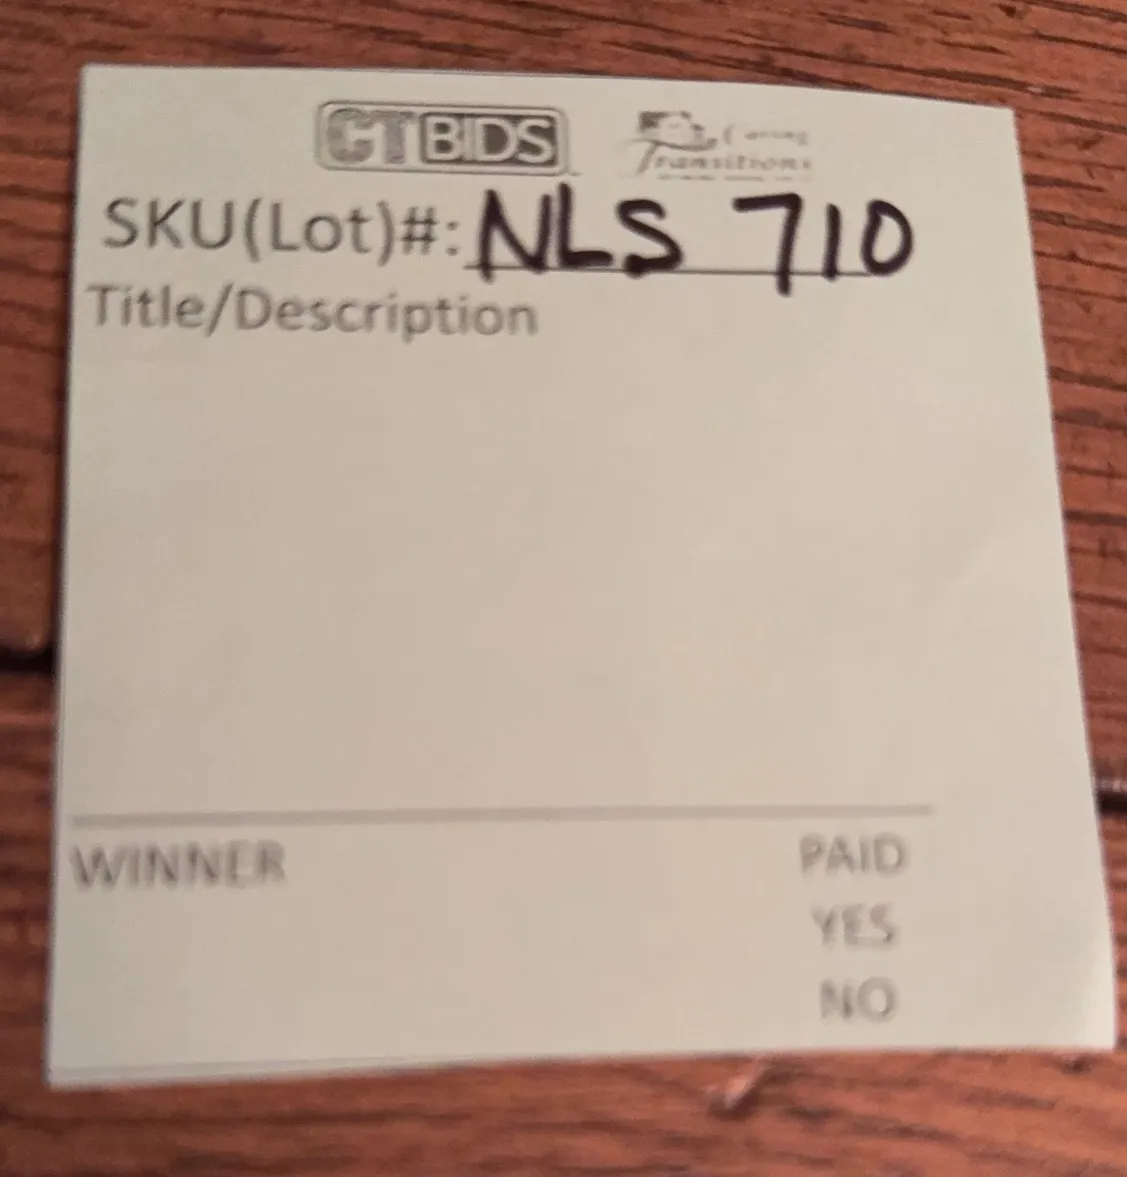 CTBIDS Caring
Transitions
SKU(Lot)#: NLS 710
Title/Description
WINNER PAID
YES
NO